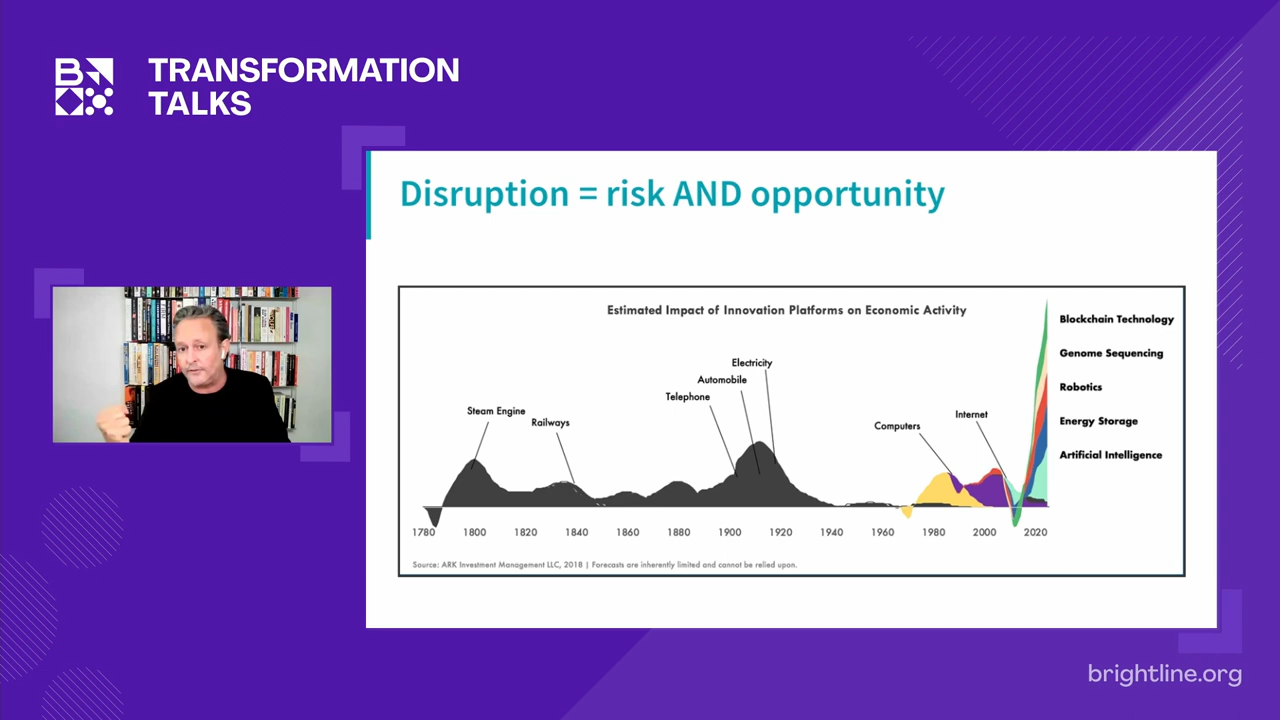 TRANSFORMATION
TALKS
Disruption = risk AND opportunity
Estimated Impact of Innovation Platforms on Economic Activity
Blockchain Technology
Genome Sequencing
Robotics
Energy Storage
Artificial Intelligence
Electricity
Automobile
Telephone
Steam Engine
Railways
Internet
Computers
1780 1800 1820 1840 1860 1880 1900 1920 1940 1960 1980 2000 2020
Source: ARK Investment Management LLC, 2018 | Forecasts are inherently limited and cannot be relied upon.
brightline.org